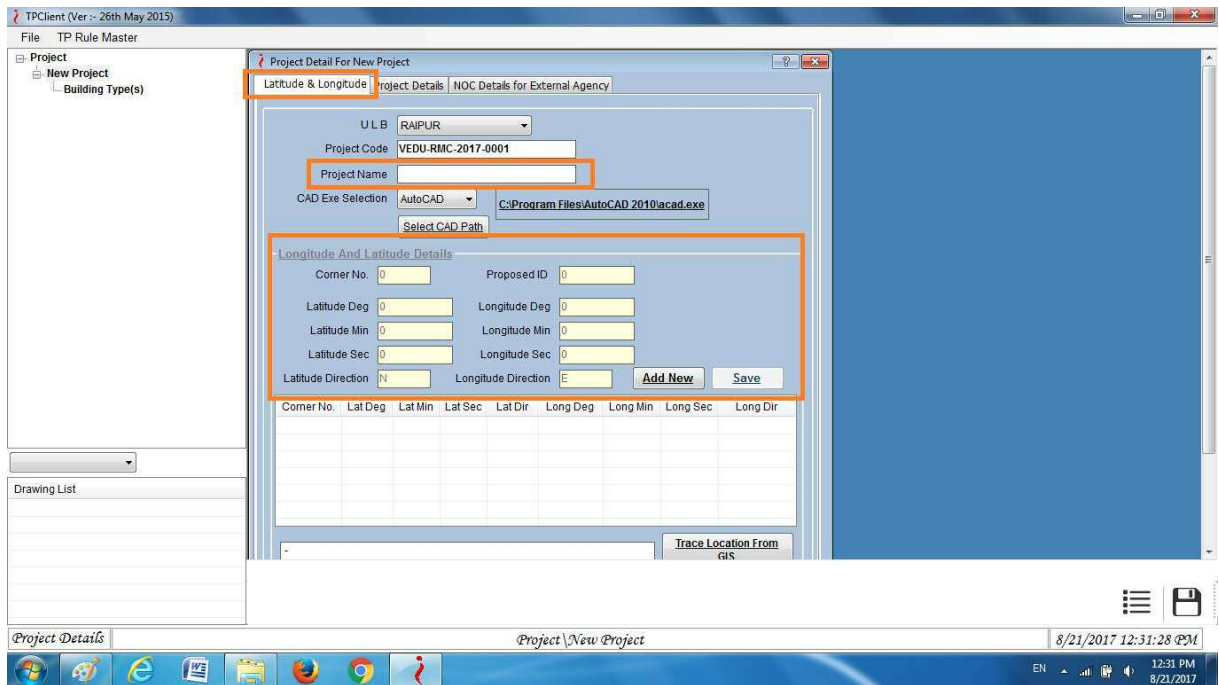 TPClient (Ver :- 26th May 2015)
File TP Rule Master
Project
New Project
Building Type(s)
Project Detail For New Project
Latitude & Longitude Project Details NOC Details for External Agency
U L B RAIPUR
Project Code VEDU-RMC-2017-0001
Project Name
CAD Exe Selection AutoCAD C:\Program Files\AutoCAD 2010\acad.exe
Select CAD Path
Longitude And Latitude Details
Corner No. 0 Proposed ID 0
Latitude Deg 0 Longitude Deg 0
Latitude Min 0 Longitude Min 0
Latitude Sec 0 Longitude Sec 0
Latitude Direction N Longitude Direction E Add New Save
Corner No. Lat Deg Lat Min Lat Sec Lat Dir Long Deg Long Min Long Sec Long Dir
Drawing List
- Trace Location From
GIS
Project Details Project\New Project 8/21/2017 12:31:28 PM
EN 12:31 PM
8/21/2017